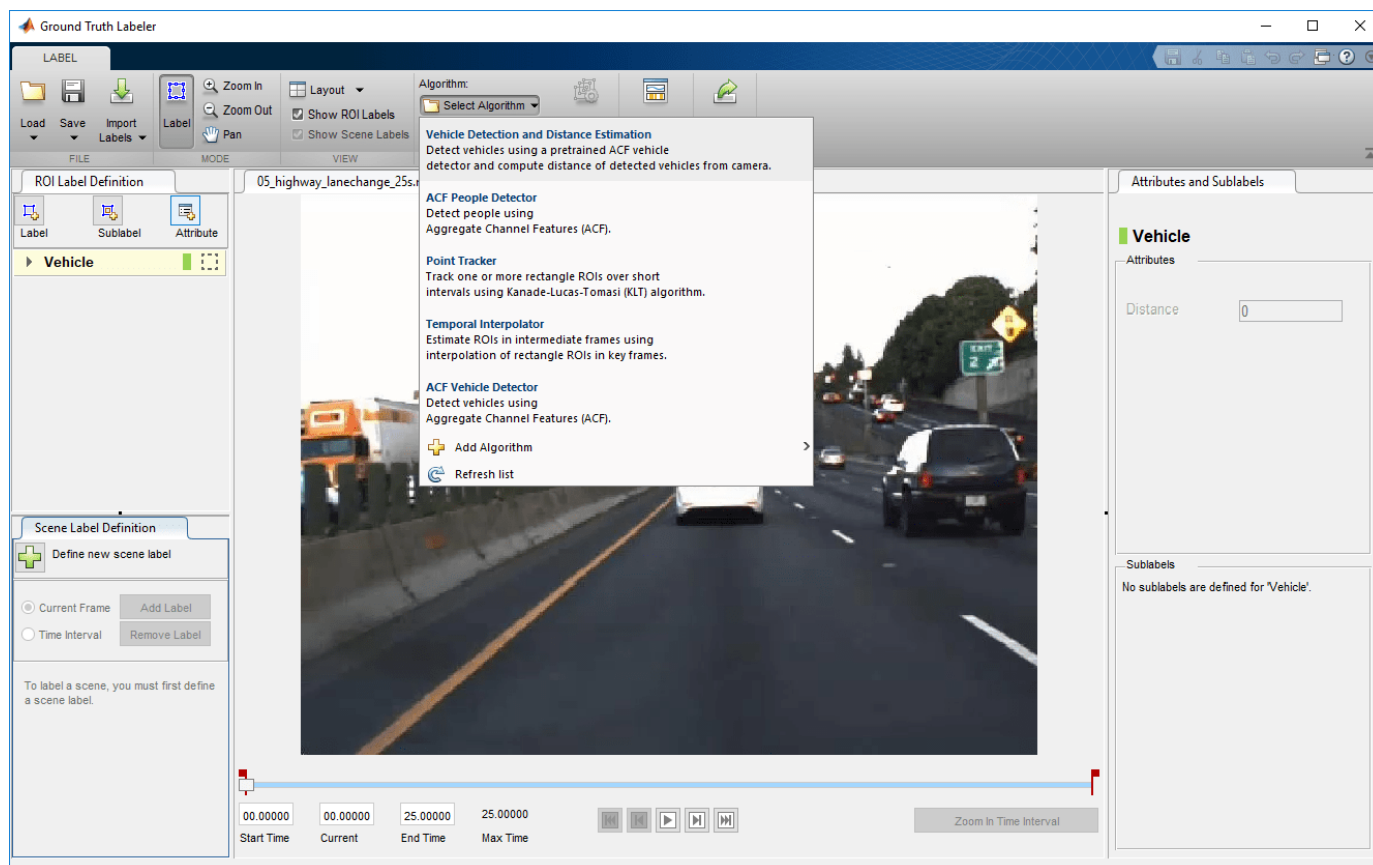 Ground Truth Labeler
LABEL
Load
Save
Import
Labels
Label
Zoom In
Zoom Out
Pan
Layout
Show ROI Labels
Show Scene Labels
Algorithm:
Select Algorithm
FILE
MODE
VIEW
Vehicle Detection and Distance Estimation
Detect vehicles using a pretrained ACF vehicle
detector and compute distance of detected vehicles from camera.
ACF People Detector
Detect people using
Aggregate Channel Features (ACF).
Point Tracker
Track one or more rectangle ROIs over short
intervals using Kanade-Lucas-Tomasi (KLT) algorithm.
Temporal Interpolator
Estimate ROIs in intermediate frames using
interpolation of rectangle ROIs in key frames.
ACF Vehicle Detector
Detect vehicles using
Aggregate Channel Features (ACF).
Add Algorithm
Refresh list
ROI Label Definition
Label
Sublabel
Attribute
Vehicle
05_highway_lanechange_25s.
Scene Label Definition
Define new scene label
Current Frame
Add Label
Time Interval
Remove Label
To label a scene, you must first define
a scene label.
00.00000
00.00000
25.00000
25.00000
Start Time
Current
End Time
Max Time
Zoom In Time Interval
Attributes and Sublabels
Vehicle
Attributes
Distance
0
Sublabels
No sublabels are defined for 'Vehicle'.